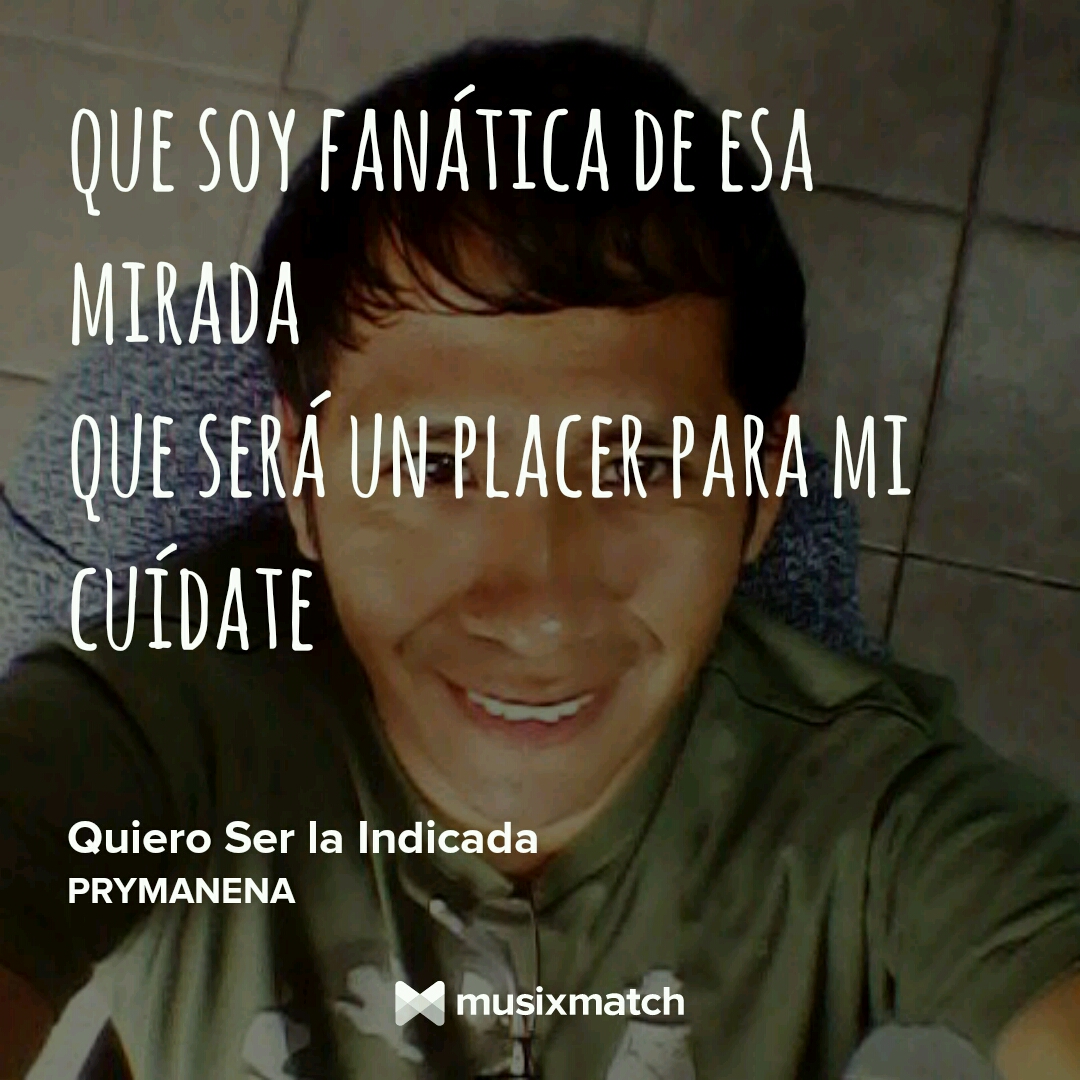 QUE SOY FANÁTICA DE ESA
MIRADA
QUE SERÁ UN PLACER PARA MI
CUÍDATE
Quiero Ser la Indicada
PRYMANENA
musixmatch